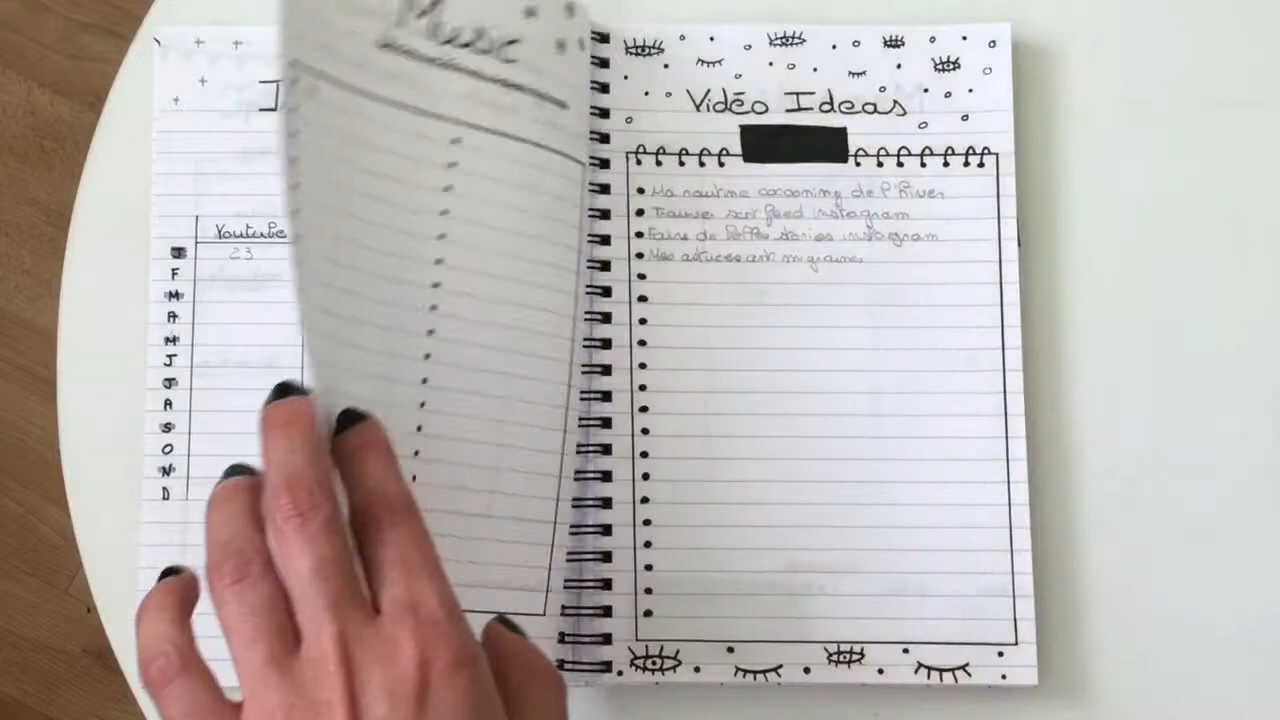 Youtube
J 23
F
M
A
M
J
J
A
S
O
N
D
Music
Vidéo Ideas
• Ma routine cocooning de l'hiver
• Trouver son feed instagram
• Faire de belles stories instagram
• Mes astuces anti migraines